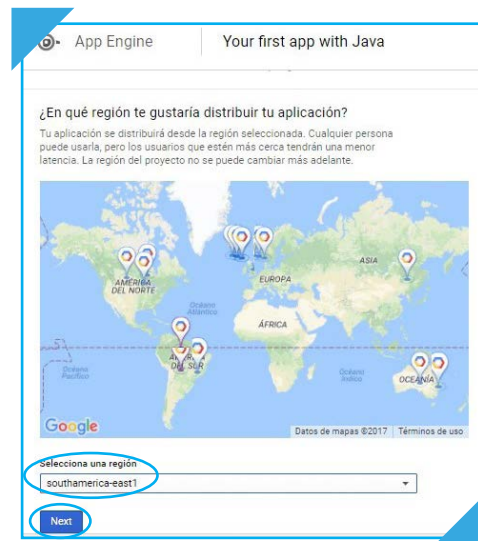 App Engine
Your first app with Java
¿En qué región te gustaría distribuir tu aplicación?
Tu aplicación se distribuirá desde la región seleccionada. Cualquier persona
puede usarla, pero los usuarios que estén más cerca tendrán una menor
latencia. La región del proyecto no se puede cambiar más adelante.
AMÉRICA
DEL NORTE
EUROPA
ASIA
Océano
Atlántico
ÁFRICA
DEL SUR
Océano
Pacífico
Océano
Índico
OCEANÍA
Google
Datos de mapas ©2017
Términos de uso
Selecciona una región
southamerica-east1
Next